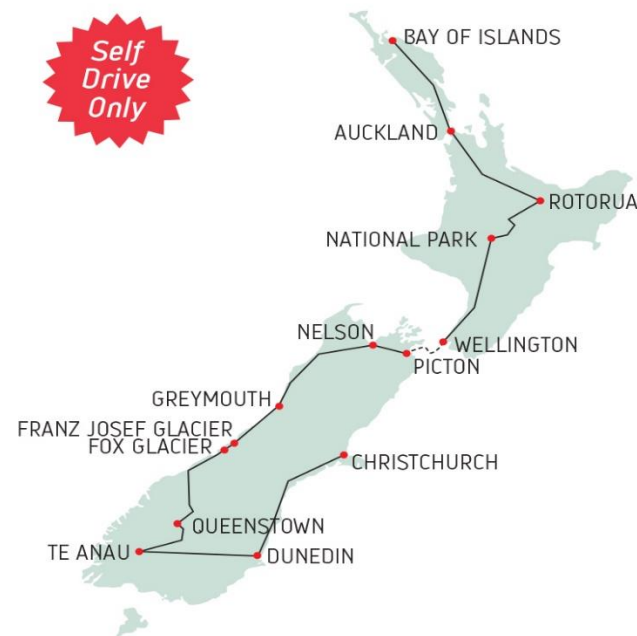 Self
Drive
Only
BAY OF ISLANDS
AUCKLAND
ROTORUA
NATIONAL PARK
WELLINGTON
NELSON
PICTON
GREYMOUTH
FRANZ JOSEF GLACIER
FOX GLACIER
CHRISTCHURCH
QUEENSTOWN
TE ANAU
DUNEDIN